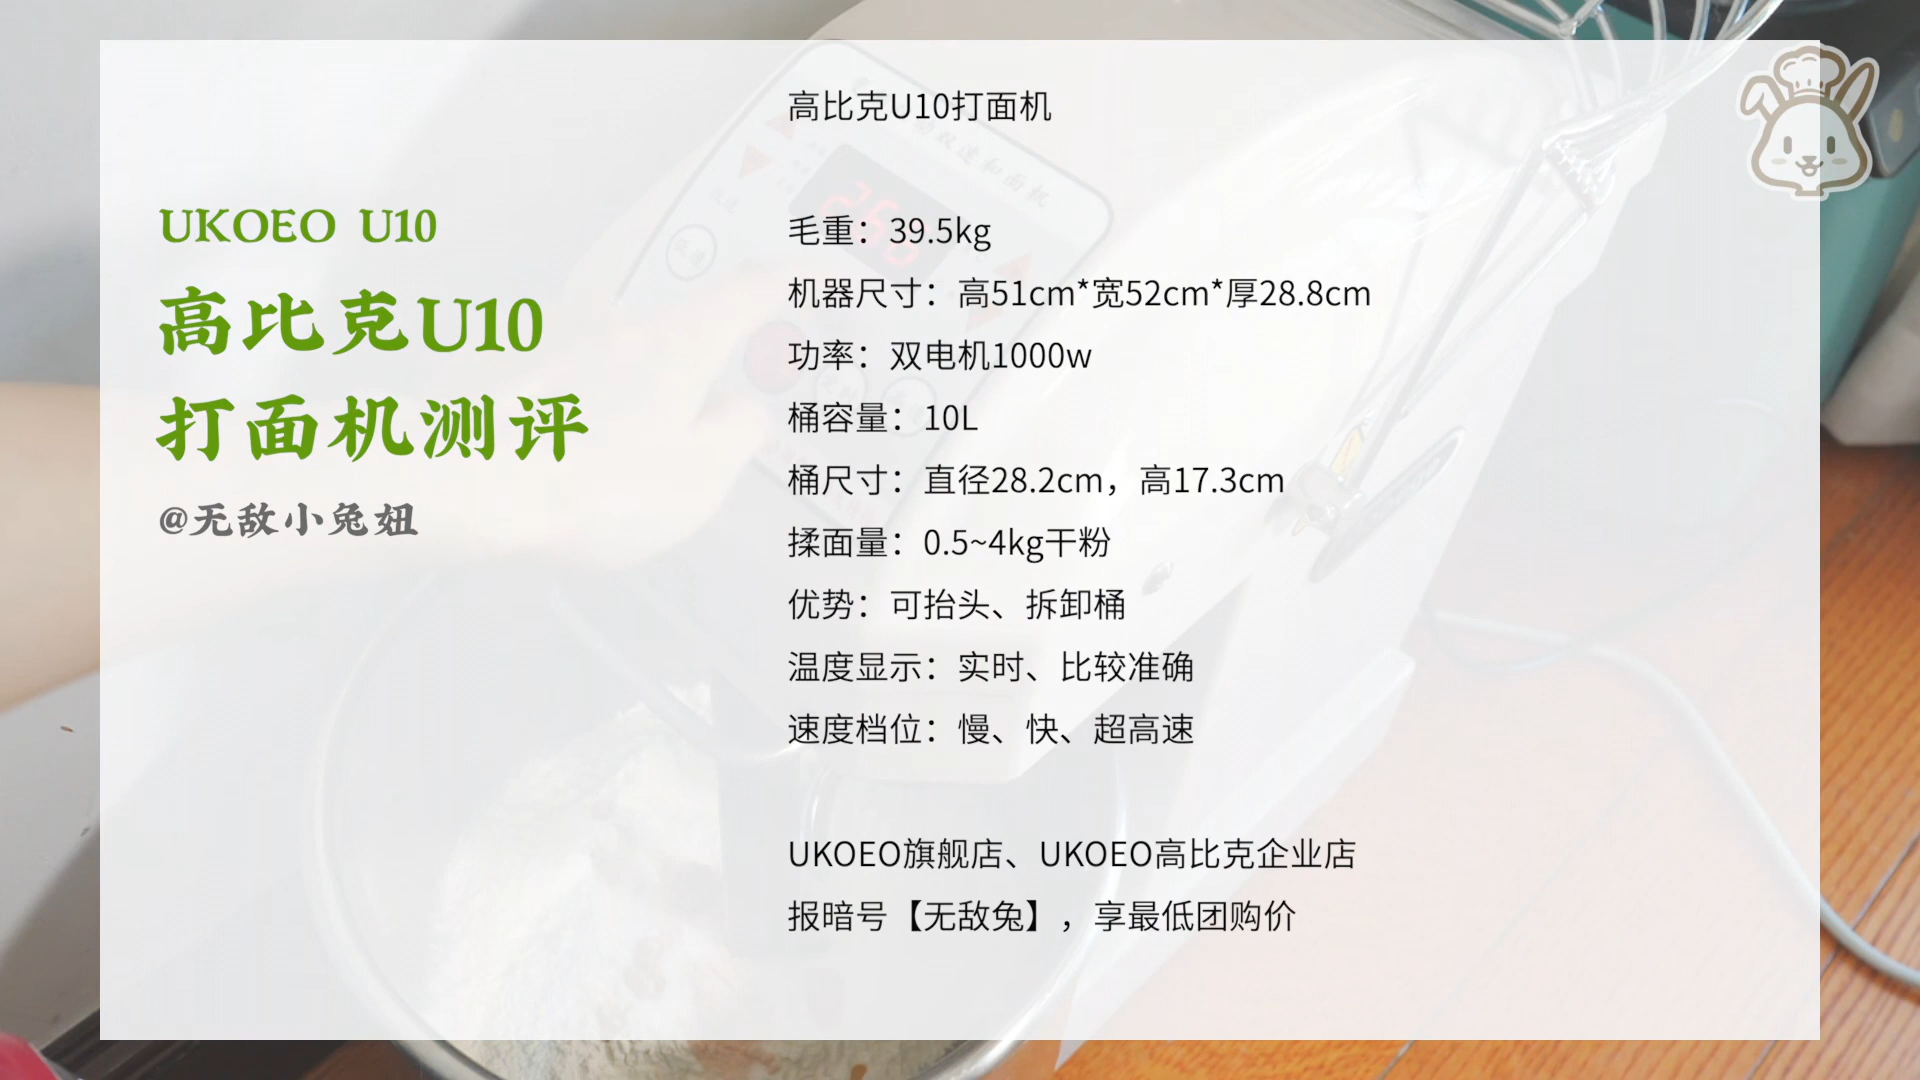 UKOEO U10
高比克U10
打面机测评
@无敌小兔妞
高比克U10打面机
毛重：39.5kg
机器尺寸：高51cm*宽52cm*厚28.8cm
功率：双电机1000w
桶容量：10L
桶尺寸：直径28.2cm，高17.3cm
揉面量：0.5~4kg干粉
优势：可抬头、拆卸桶
温度显示：实时、比较准确
速度档位：慢、快、超高速
UKOEO旗舰店、UKOEO高比克企业店
报暗号【无敌兔】，享最低团购价